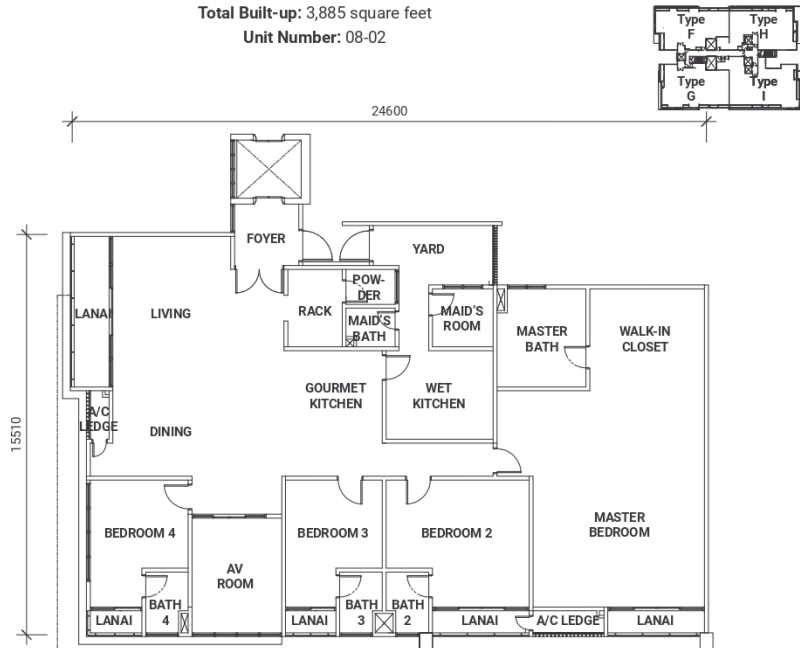 Total Built-up: 3,885 square feet
Unit Number: 08-02
Type
F
Type
H
Type
G
Type
I
24600
15510
FOYER
YARD
LANAI
LIVING
RACK
POW-
DER
MAID'S
BATH
MAID'S
ROOM
MASTER
BATH
WALK-IN
CLOSET
GOURMET
KITCHEN
WET
KITCHEN
A/C
LEDGE
DINING
BEDROOM 4
AV
ROOM
BEDROOM 3
BEDROOM 2
MASTER
BEDROOM
LANAI
BATH
4
LANAI
BATH
3
BATH
2
LANAI
A/C LEDGE
LANAI